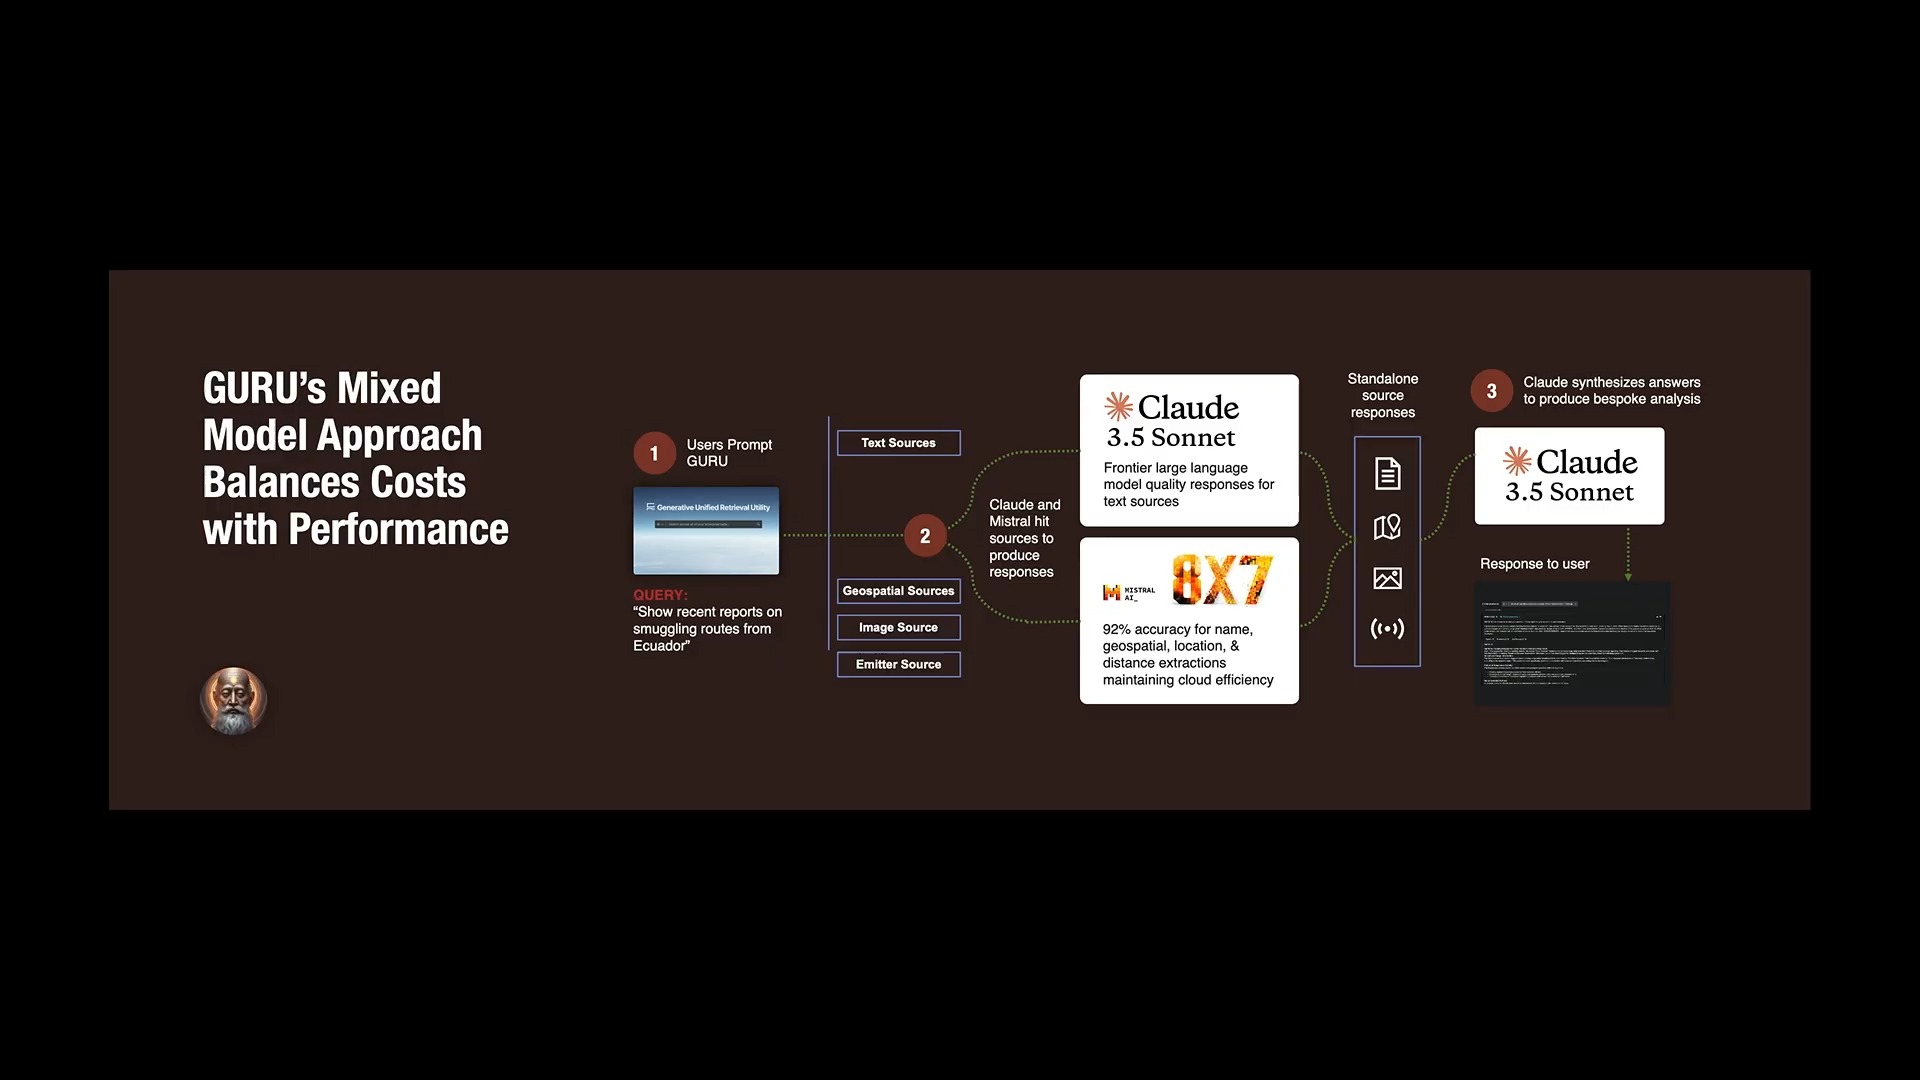 GURU’s Mixed
Model Approach
Balances Costs
with Performance
1
Users Prompt
GURU
Generative Unified Retrieval Utility
QUERY:
“Show recent reports on
smuggling routes from
Ecuador”
Text Sources
Geospatial Sources
Image Source
Emitter Source
2
Claude and
Mistral hit
sources to
produce
responses
Claude
3.5 Sonnet
Frontier large language
model quality responses for
text sources
MISTRAL
AI_
8X7
92% accuracy for name,
geospatial, location, &
distance extractions
maintaining cloud efficiency
Standalone
source
responses
3
Claude synthesizes answers
to produce bespoke analysis
Claude
3.5 Sonnet
Response to user